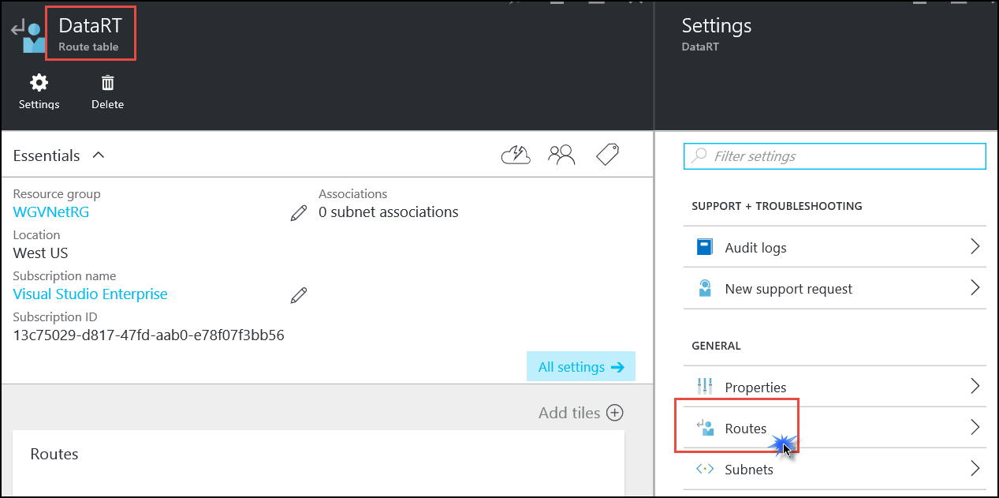 DataRT
Route table
Settings
Delete
Essentials
Resource group
WGVNetRG
Location
West US
Subscription name
Visual Studio Enterprise
Subscription ID
13c75029-d817-47fd-aab0-e78f07f3bb56
Associations
0 subnet associations
All settings
Add tiles
Routes
Settings
DataRT
Filter settings
SUPPORT + TROUBLESHOOTING
Audit logs
New support request
GENERAL
Properties
Routes
Subnets